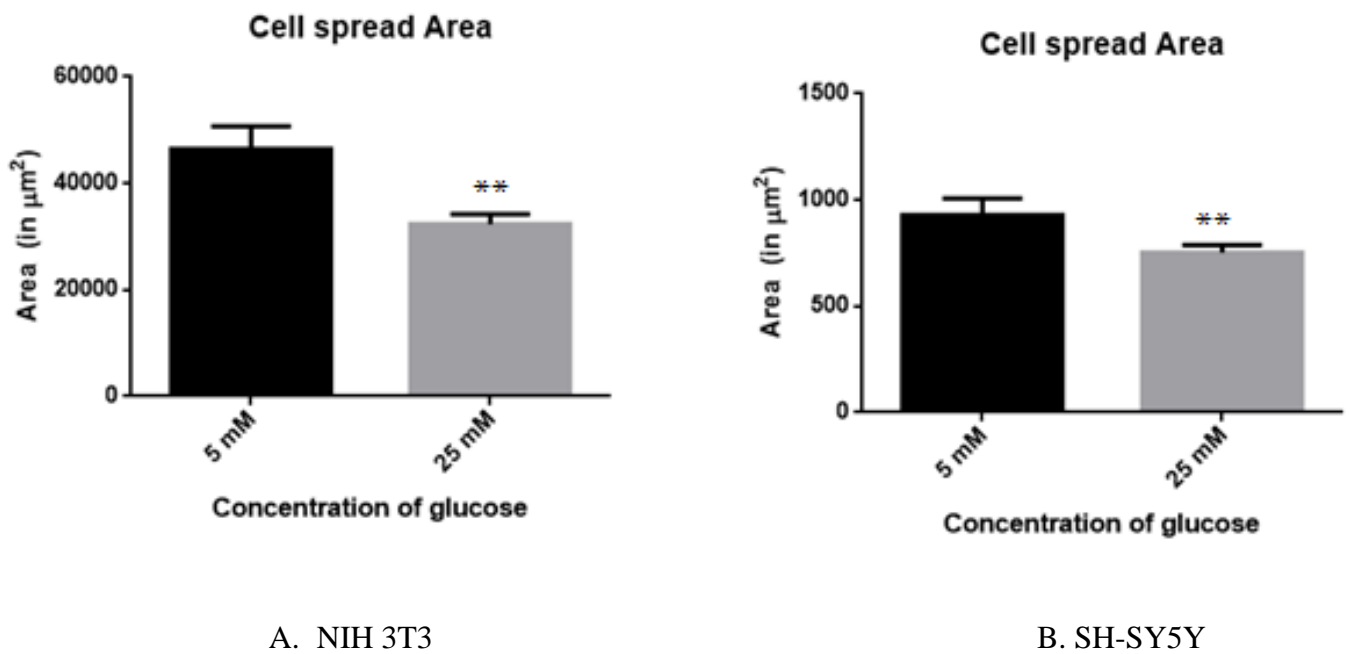 Cell spread Area
60000
40000
20000
0
Area (in μm²)
**
5 mM
25 mM
Concentration of glucose
A. NIH 3T3
Cell spread Area
1500
1000
500
0
Area (in μm²)
**
5 mM
25 mM
Concentration of glucose
B. SH-SY5Y